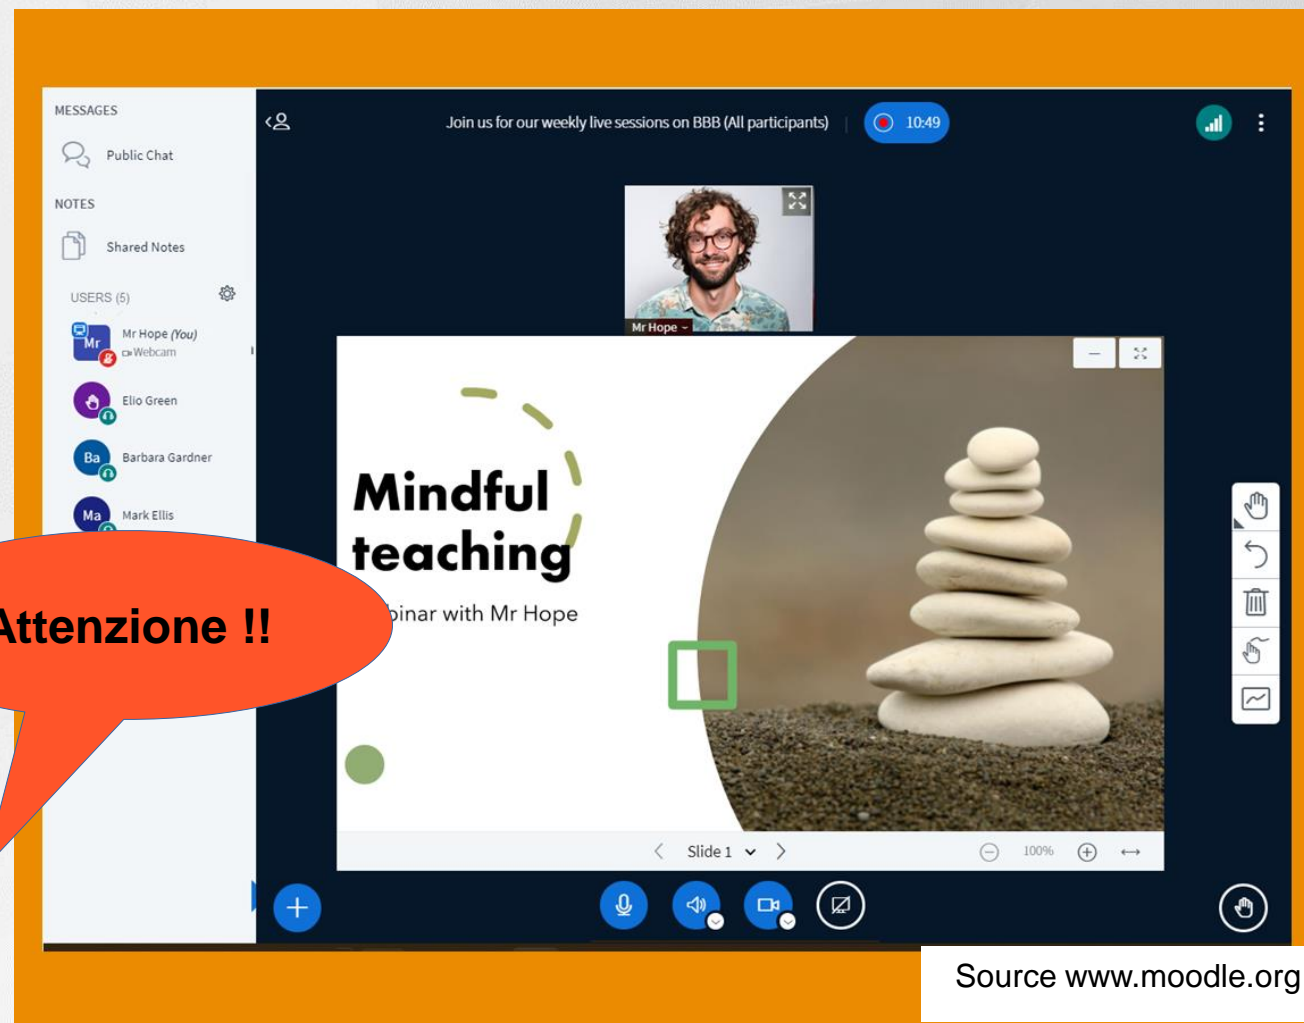 MESSAGES
Public Chat
NOTES
Shared Notes
USERS (5)
Mr
Mr Hope (You)
Webcam
Elio Green
Ba
Barbara Gardner
Ma
Mark Ellis
Join us for our weekly live sessions on BBB (All participants)
10:49
Mr Hope
Mindful
teaching
binar with Mr Hope
Attenzione !!
Slide 1
100%
Source www.moodle.org